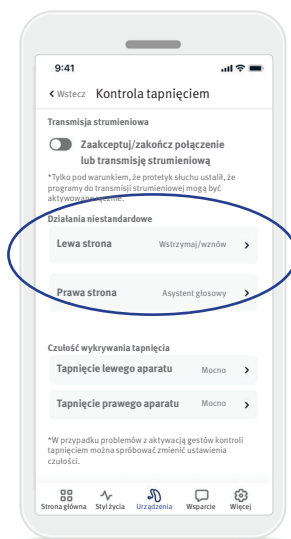 9:41
Wstecz Kontrola tapnięciem
Transmisja strumieniowa
Zaakceptuj/zakończ połączenie
lub transmisję strumieniową
*Tylko pod warunkiem, że protetyk słuchu ustalił, że
programy do transmisji strumieniowej mogą być
aktywowane ręcznie.
Działania niestandardowe
Lewa strona Wstrzymaj/wznów
Prawa strona Asystent głosowy
Czułość wykrywania tapnięcia
Tapnięcie lewego aparatu Mocno
Tapnięcie prawego aparatu Mocno
*W przypadku problemów z aktywacją gestów kontroli
tapnięciem można spróbować zmienić ustawienia
czułości.
Strona główna Styl życia Urządzenia Wsparcie Więcej